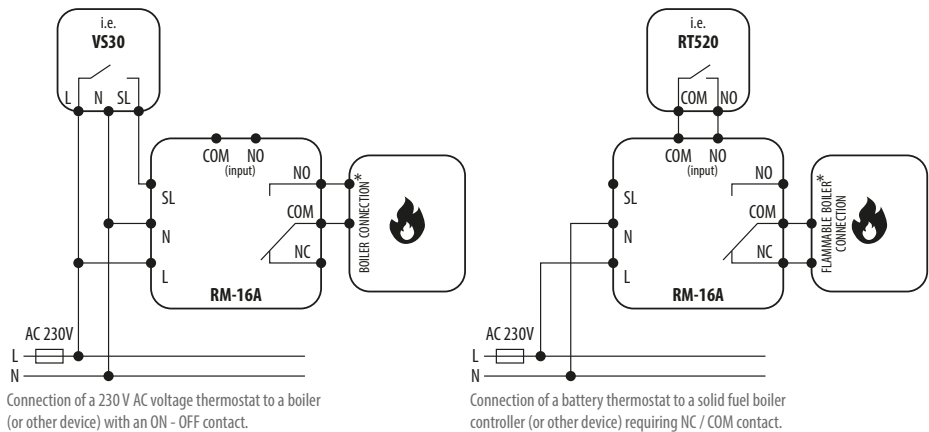 i.e.
VS30
L N SL
COM NO
(input)
SL
N
L
NO
COM
NC
RM-16A
BOILER CONNECTION*
AC 230V
L
N
Connection of a 230 V AC voltage thermostat to a boiler
(or other device) with an ON - OFF contact.
i.e.
RT520
COM NO
COM NO
(input)
SL
N
L
NO
COM
NC
RM-16A
FLAMMABLE BOILER*
CONNECTION
AC 230V
L
N
Connection of a battery thermostat to a solid fuel boiler
controller (or other device) requiring NC / COM contact.